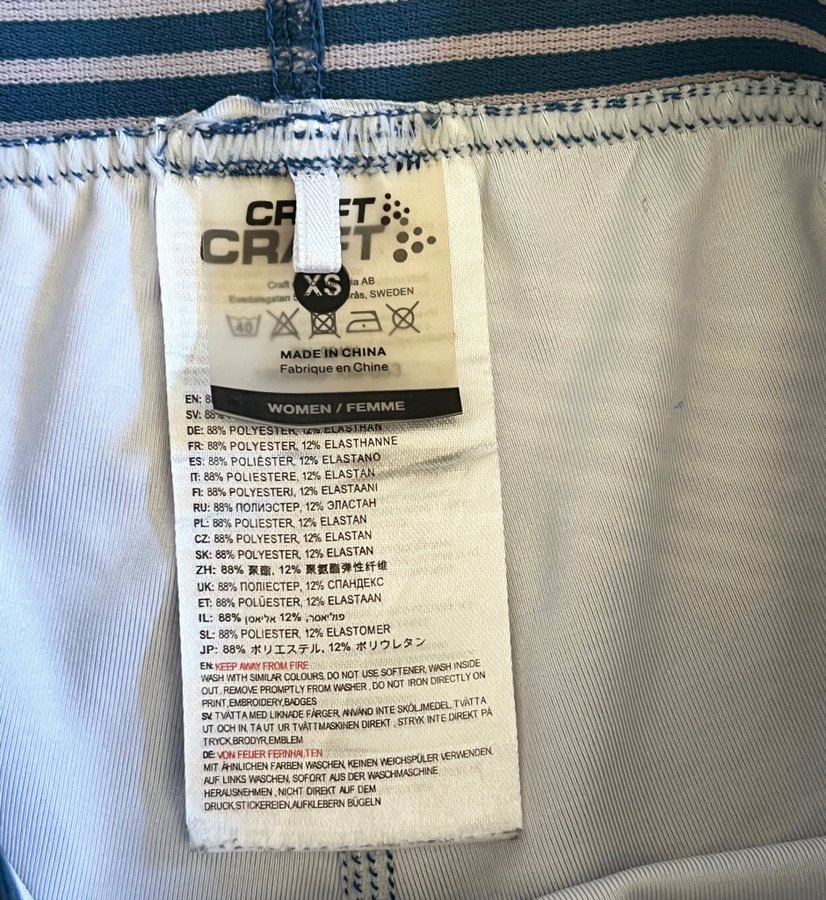 CRAFT
CRAFT
XS
Craft AB
Evedalsgatan SWEDEN
40
MADE IN CHINA
Fabrique en Chine
WOMEN / FEMME
EN: 8
SV: 88%
DE: 88% POLYESTER, 12% ELASTHAN
FR: 88% POLYESTER, 12% ELASTHANNE
ES: 88% POLIÉSTER, 12% ELASTANO
IT: 88% POLIESTERE, 12% ELASTAN
FI: 88% POLYESTERI, 12% ELASTAANI
RU: 88% ПОЛИЭСТЕР, 12% ЭЛАСТАН
PL: 88% POLIESTER, 12% ELASTAN
CZ: 88% POLYESTER, 12% ELASTAN
SK: 88% POLYESTER, 12% ELASTAN
ZH: 88% 聚酯, 12% 聚氨酯弹性纤维
UK: 88% ПОЛІЕСТЕР, 12% СПАНДЕКС
ET: 88% POLÜESTER, 12% ELASTAAN
IL: 88% פוליאסטר, 12% אליאסן
SL: 88% POLIESTER, 12% ELASTOMER
JP: 88% ポリエステル, 12% ポリウレタン
EN: KEEP AWAY FROM FIRE
WASH WITH SIMILAR COLOURS, DO NOT USE SOFTENER, WASH INSIDE
OUT, REMOVE PROMPTLY FROM WASHER, DO NOT IRON DIRECTLY ON
PRINT,EMBROIDERY,BADGES
SV: TVÄTTA MED LIKNADE FÄRGER, ANVÄND INTE SKÖLJMEDEL, TVÄTTA
UT OCH IN, TA UT UR TVÄTTMASKINEN DIREKT , STRYK INTE DIREKT PÅ
TRYCK,BRODYR,EMBLEM
DE: VON FEUER FERNHALTEN
MIT ÄHNLICHEN FARBEN WASCHEN, KEINEN WEICHSPÜLER VERWENDEN,
AUF LINKS WASCHEN, SOFORT AUS DER WASCHMASCHINE
HERAUSNEHMEN , NICHT DIREKT AUF DEM
DRUCK,STICKEREIEN,AUFKLEBERN BÜGELN